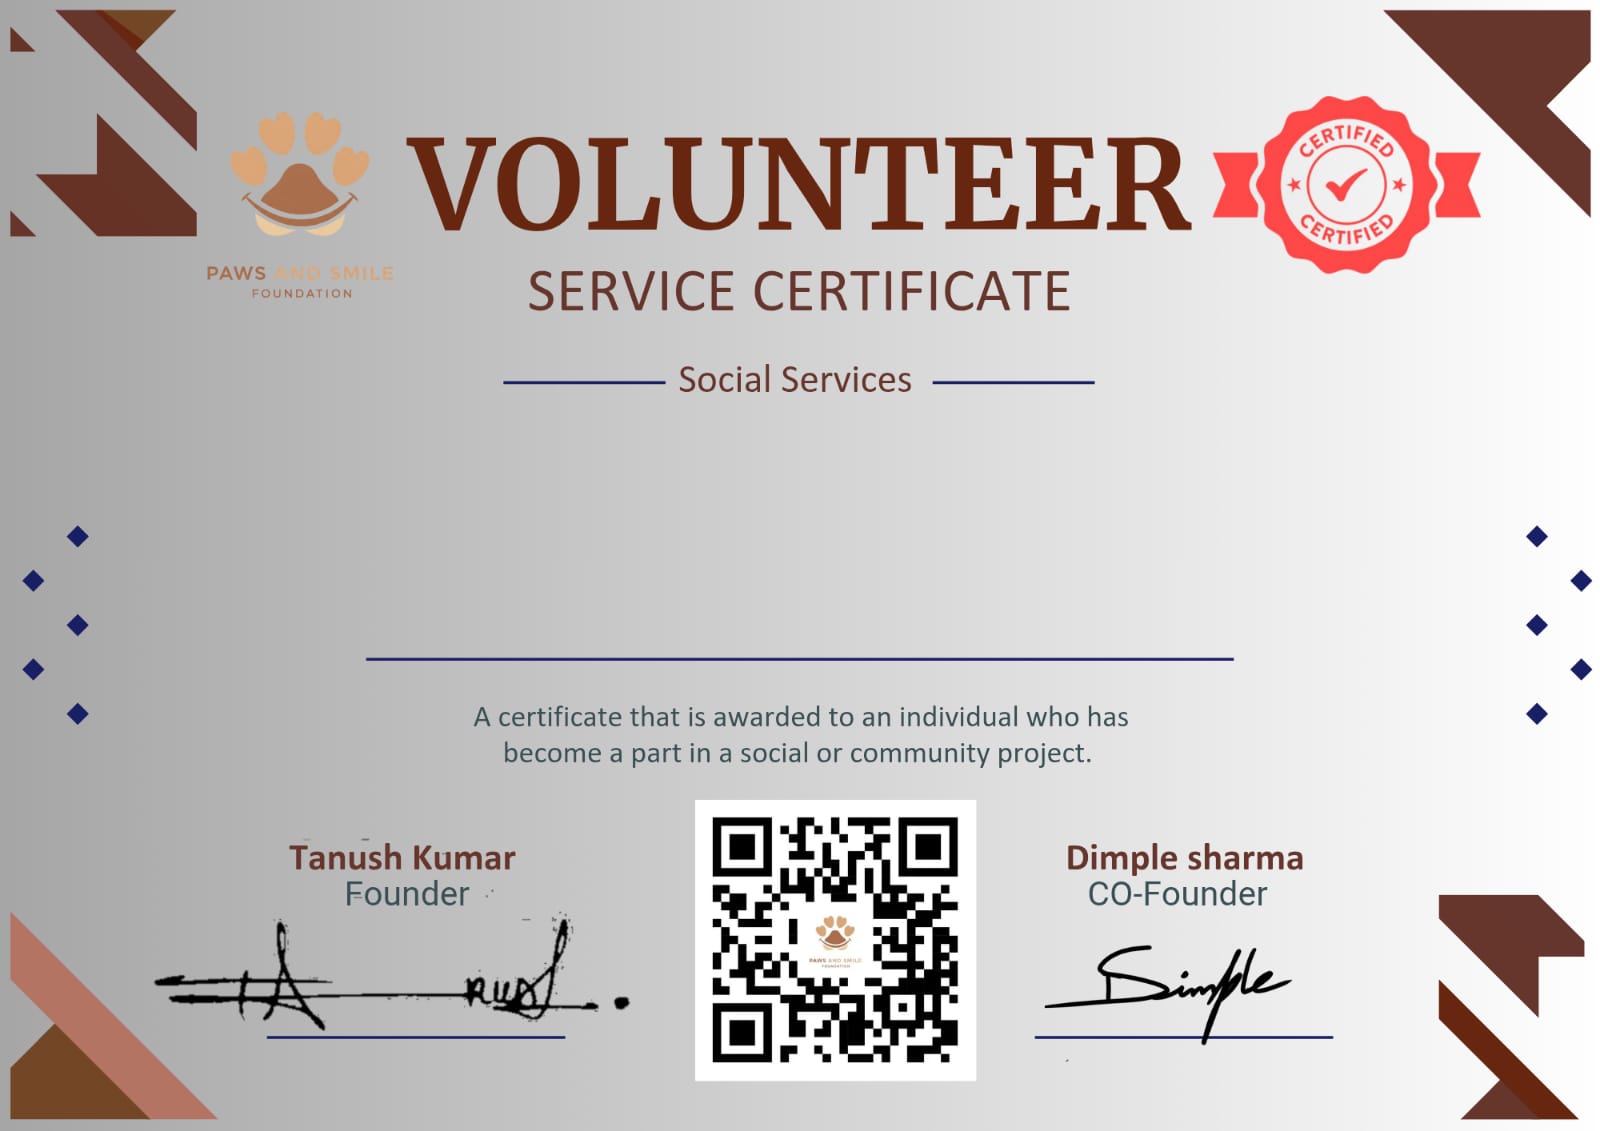 VOLUNTEER
CERTIFIED
CERTIFIED
PAWS AND SMILE
FOUNDATION
SERVICE CERTIFICATE
Social Services
A certificate that is awarded to an individual who has
become a part in a social or community project.
Tanush Kumar
Founder
Dimple sharma
CO-Founder
PAWS AND SMILE
FOUNDATION
Dimple